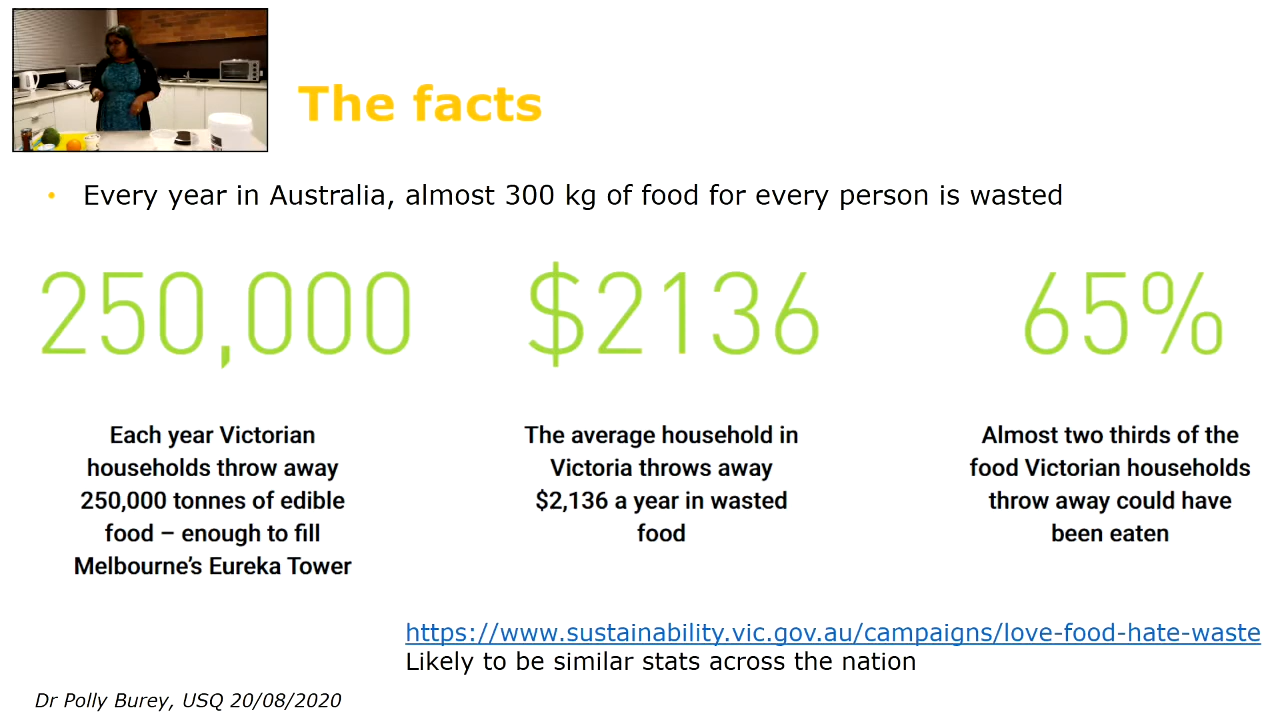 The facts
• Every year in Australia, almost 300 kg of food for every person is wasted
250,000
Each year Victorian
households throw away
250,000 tonnes of edible
food – enough to fill
Melbourne’s Eureka Tower
$2136
The average household in
Victoria throws away
$2,136 a year in wasted
food
65%
Almost two thirds of the
food Victorian households
throw away could have
been eaten
https://www.sustainability.vic.gov.au/campaigns/love-food-hate-waste
Likely to be similar stats across the nation
Dr Polly Burey, USQ 20/08/2020